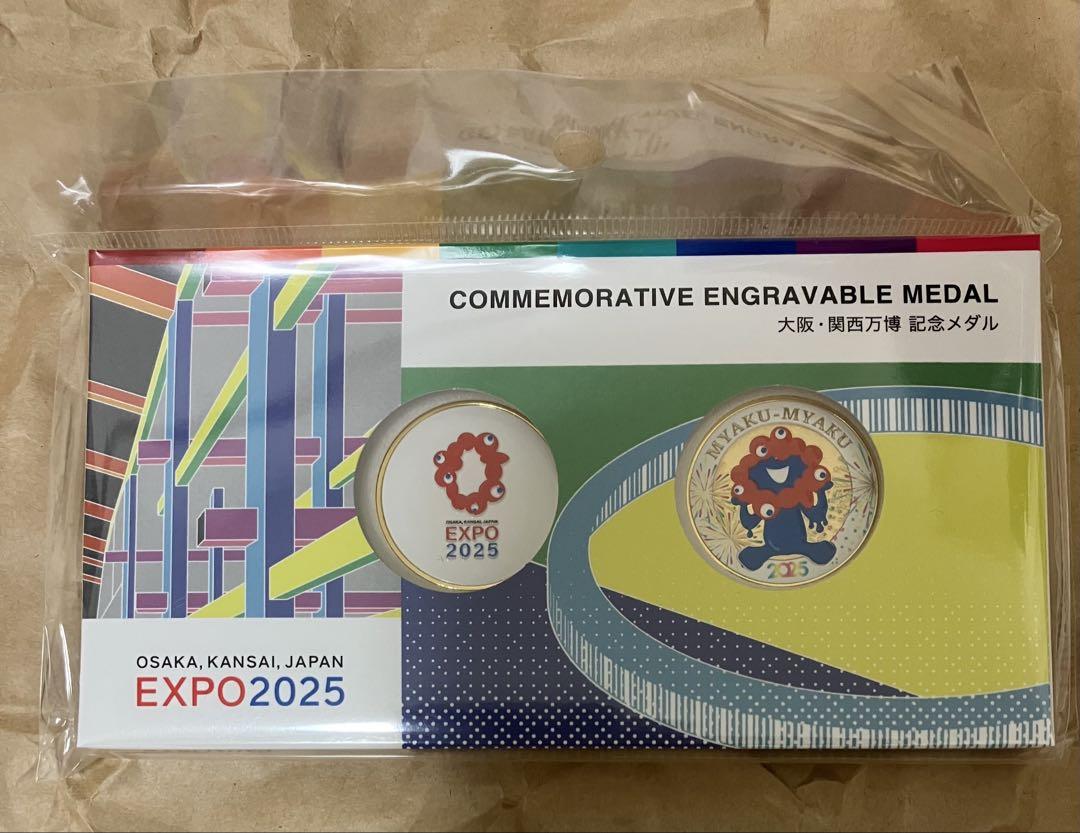 COMMEMORATIVE ENGRAVABLE MEDAL
大阪・関西万博 記念メダル
OSAKA, KANSAI, JAPAN
EXPO
2025
MYAKU-MYAKU
2025
OSAKA, KANSAI, JAPAN
EXPO2025